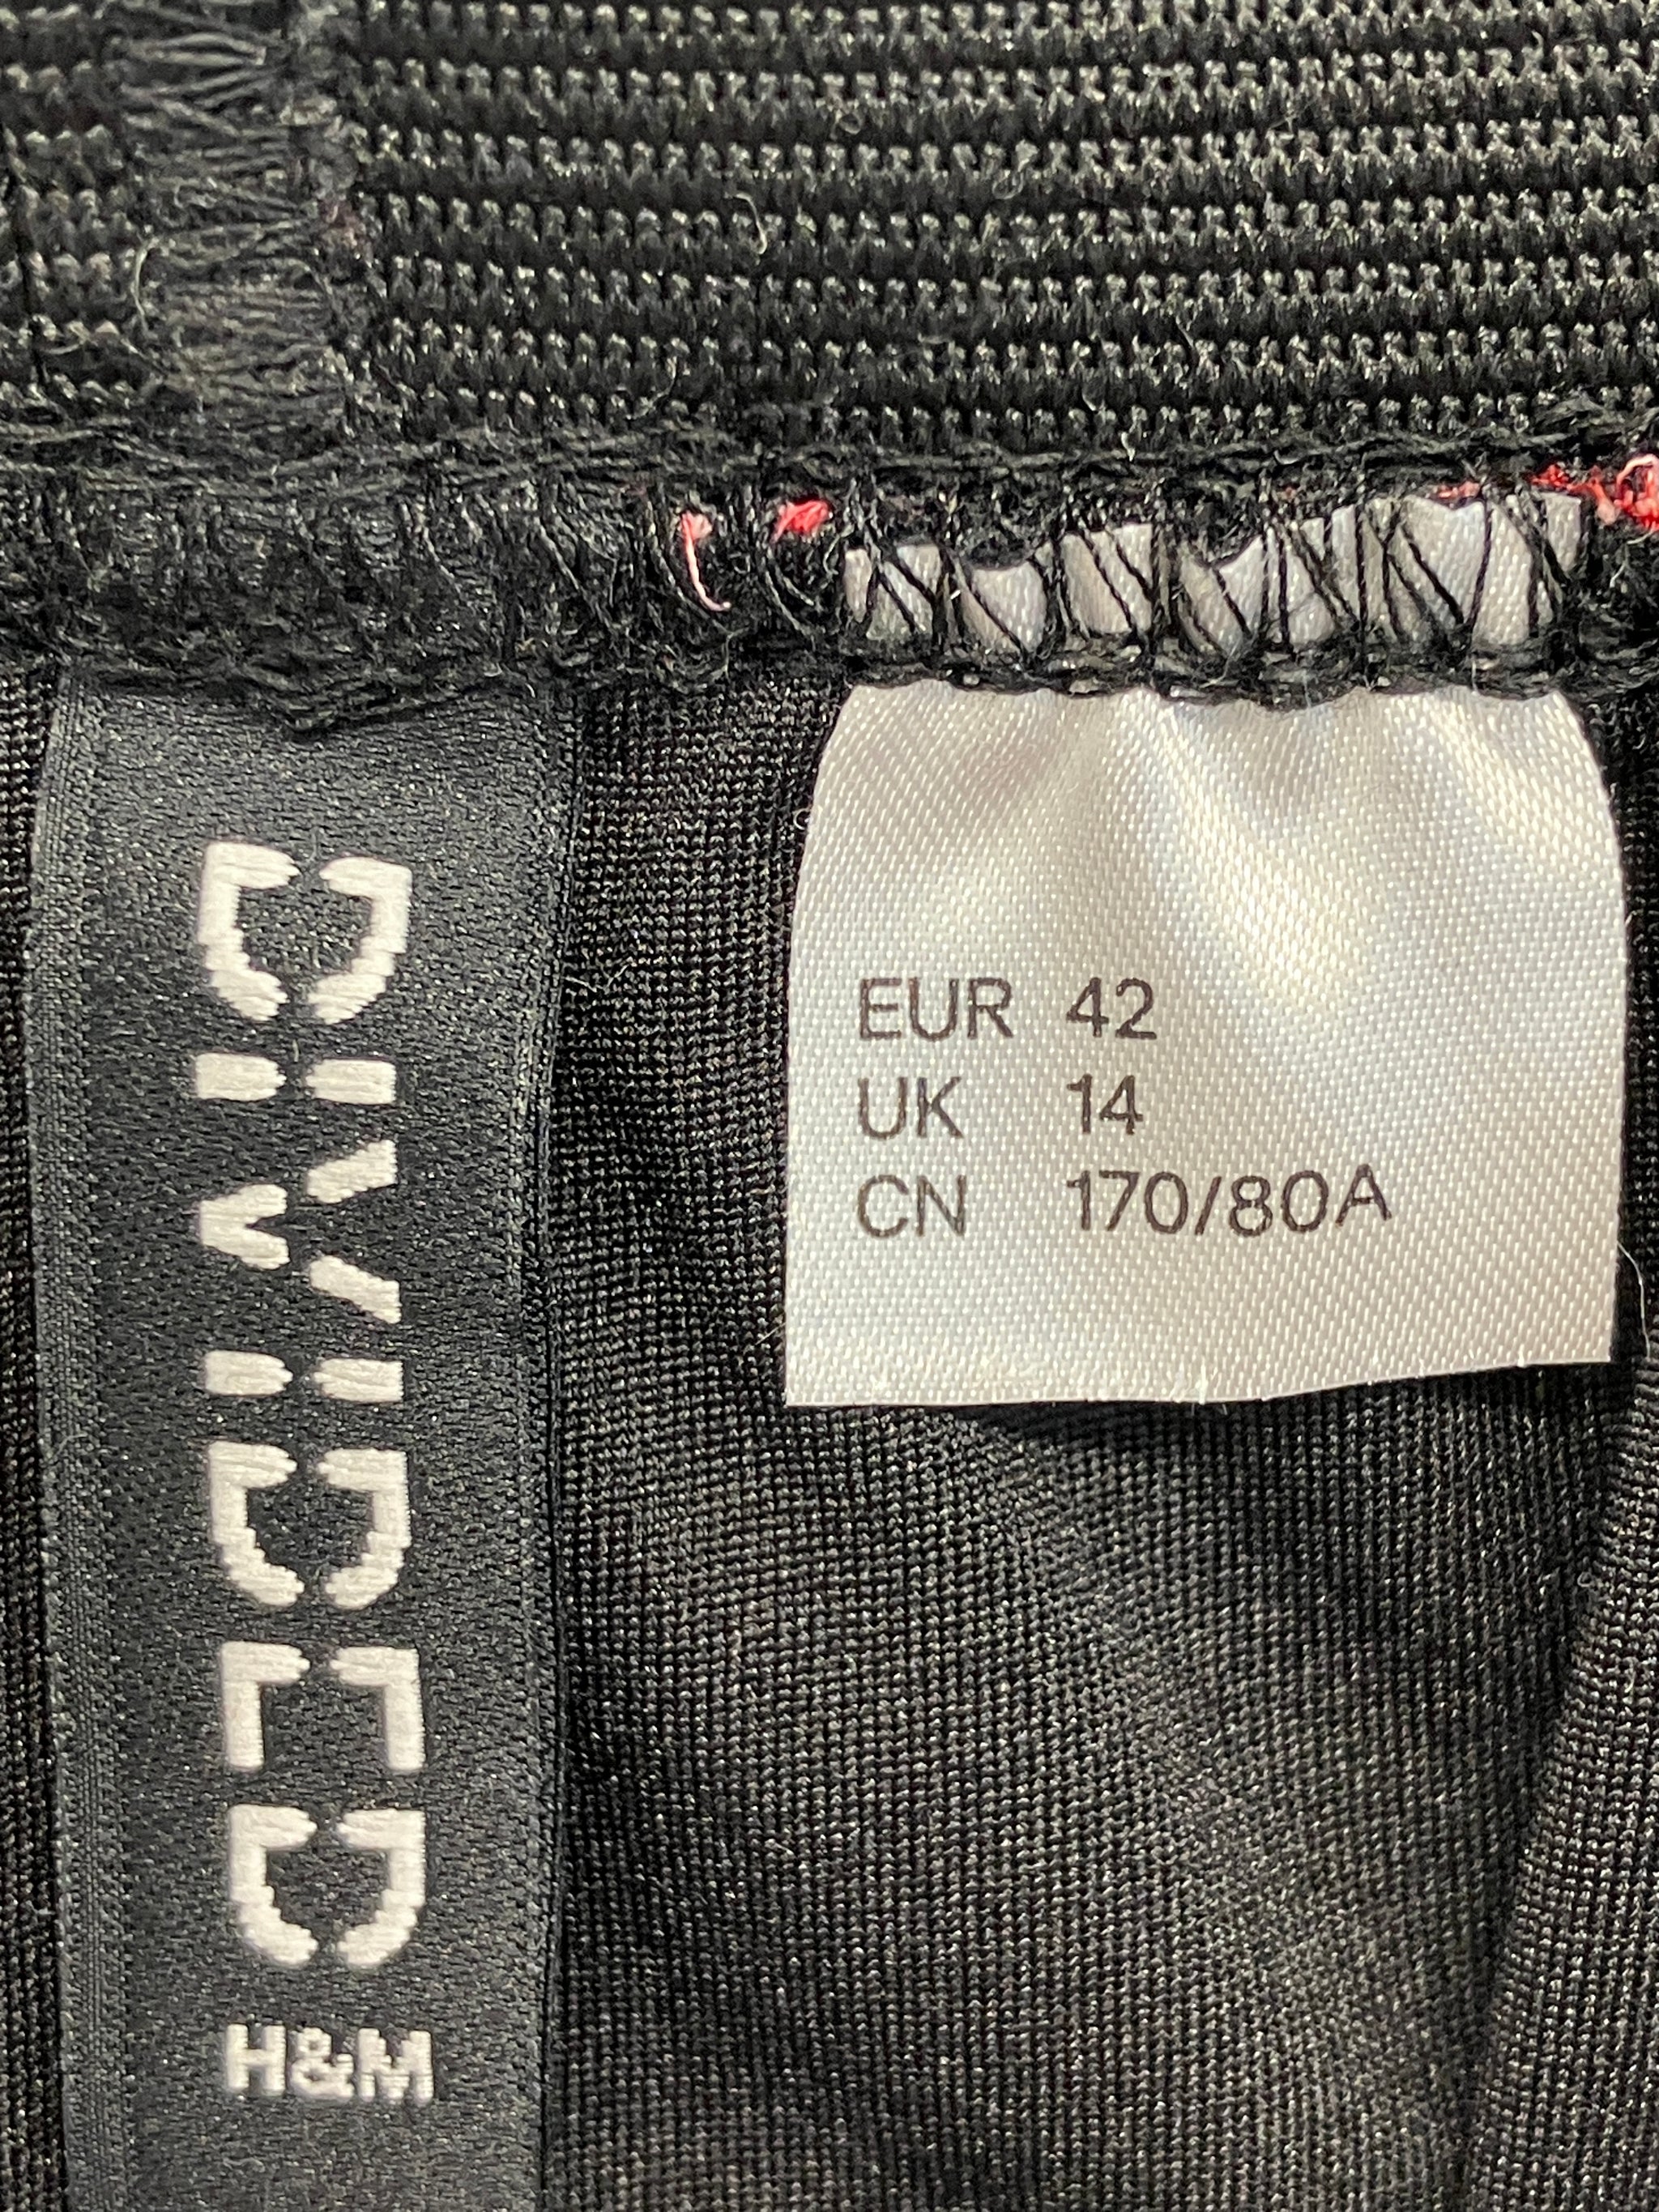 DIVIDED
H&M
EUR 42
UK 14
CN 170/80A